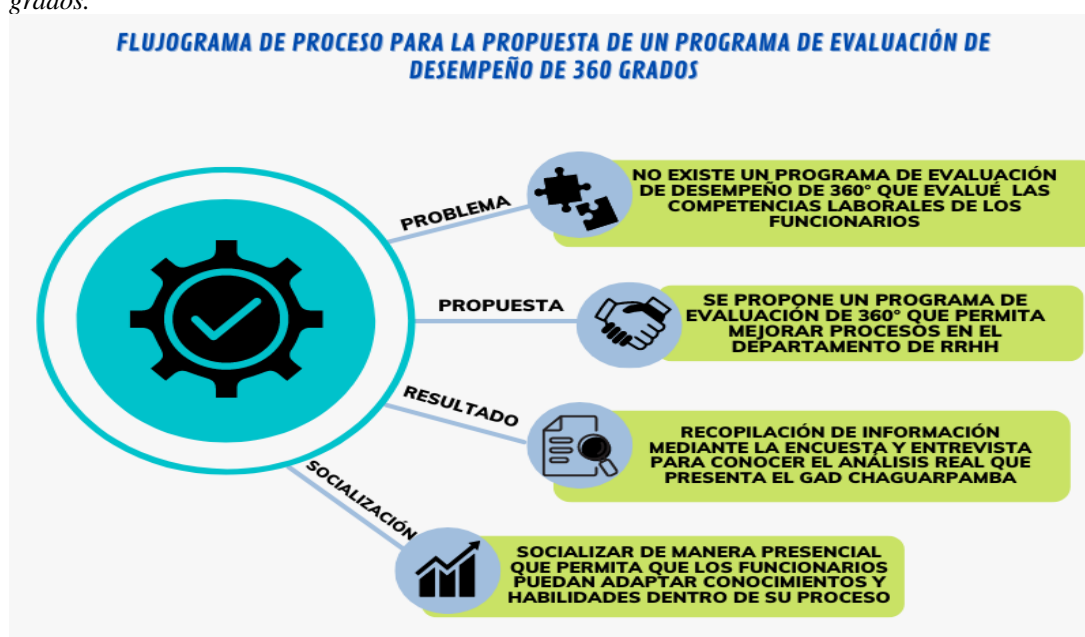 grados.
FLUJOGRAMA DE PROCESO PARA LA PROPUESTA DE UN PROGRAMA DE EVALUACIÓN DE
DESEMPEÑO DE 360 GRADOS
PROBLEMA
NO EXISTE UN PROGRAMA DE EVALUACIÓN
DE DESEMPEÑO DE 360° QUE EVALUÉ LAS
COMPETENCIAS LABORALES DE LOS
FUNCIONARIOS
PROPUESTA
SE PROPONE UN PROGRAMA DE
EVALUACIÓN DE 360° QUE PERMITA
MEJORAR PROCESOS EN EL
DEPARTAMENTO DE RRHH
RESULTADO
RECOPILACIÓN DE INFORMACIÓN
MEDIANTE LA ENCUESTA Y ENTREVISTA
PARA CONOCER EL ANÁLISIS REAL QUE
PRESENTA EL GAD CHAGUARPAMBA
SOCIALIZACIÓN
SOCIALIZAR DE MANERA PRESENCIAL
QUE PERMITA QUE LOS FUNCIONARIOS
PUEDAN ADAPTAR CONOCIMIENTOS Y
HABILIDADES DENTRO DE SU PROCESO